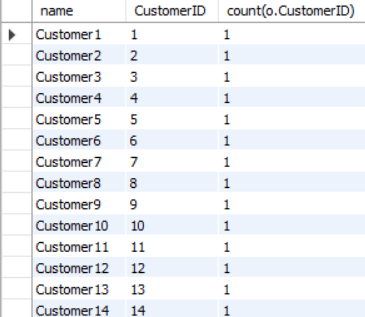 name CustomerID count(o.CustomerID)
Customer1 1 1
Customer2 2 1
Customer3 3 1
Customer4 4 1
Customer5 5 1
Customer6 6 1
Customer7 7 1
Customer8 8 1
Customer9 9 1
Customer10 10 1
Customer11 11 1
Customer12 12 1
Customer13 13 1
Customer14 14 1